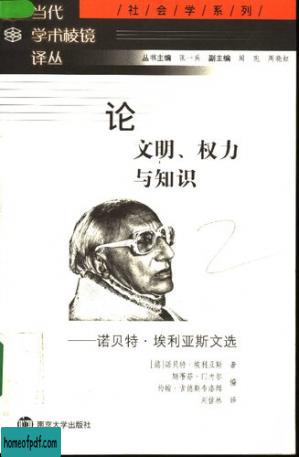 当代
学术棱镜
译丛
/社/会/学/系/列/
丛书主编 张一兵 副主编 周宪 周晓虹
论
文明、权力
与知识
——诺贝特·埃利亚斯文选
[德]诺贝特·埃利亚斯 著
斯蒂芬·门内尔
约翰·古德斯布洛姆 编
刘佳林 译
南京大学出版社
homeofpdf.com